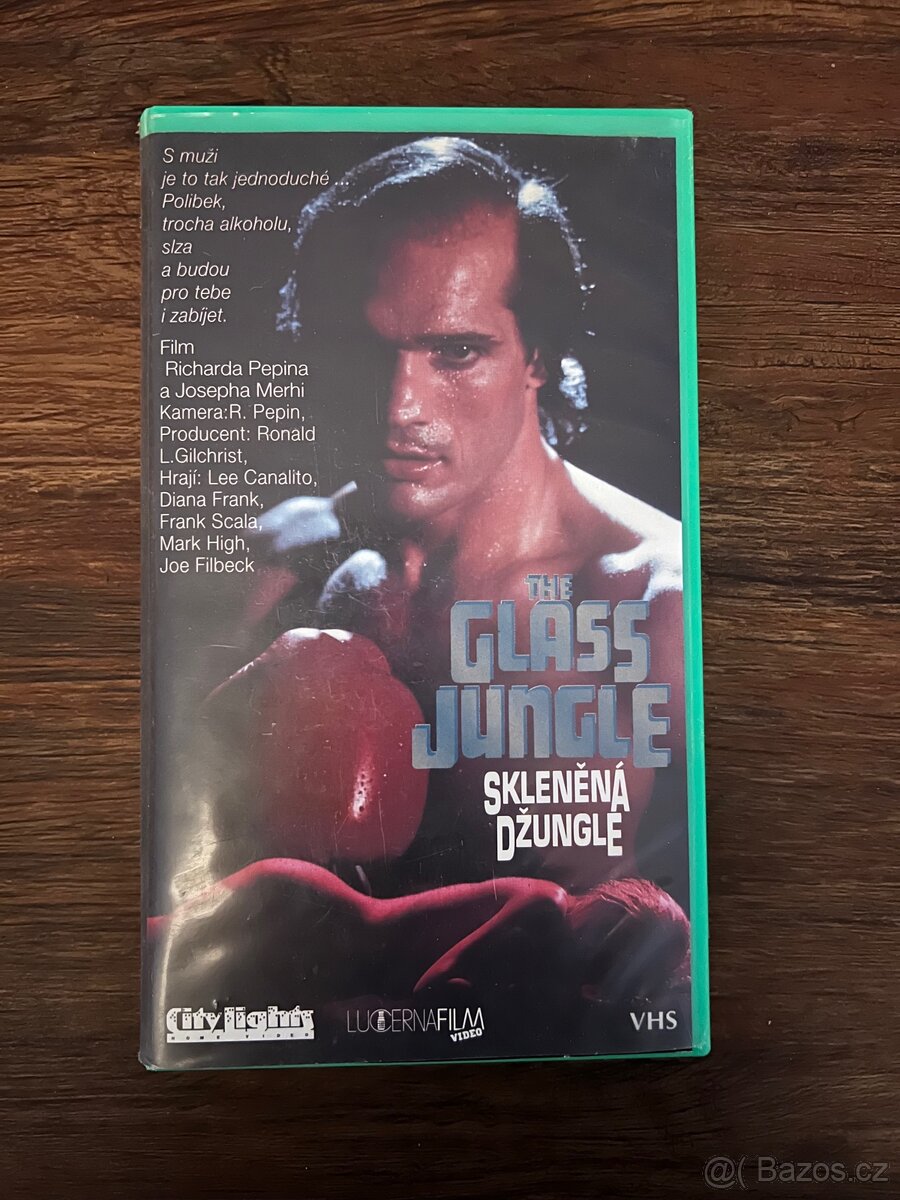 S muži
je to tak jednoduché ...
Polibek,
trocha alkoholu,
slza
a budou
pro tebe
i zabíjet.
Film
Richarda Pepina
a Josepha Merhi
Kamera:R. Pepin,
Producent: Ronald
L.Gilchrist,
Hrají: Lee Canalito,
Diana Frank,
Frank Scala,
Mark High,
Joe Filbeck
THE
GLASS
JUNGLE
SKLENĚNÁ
DŽUNGLE
City Lights
HOME VIDEO
LUCERNAFILM
VIDEO
VHS
@( Bazos.cz